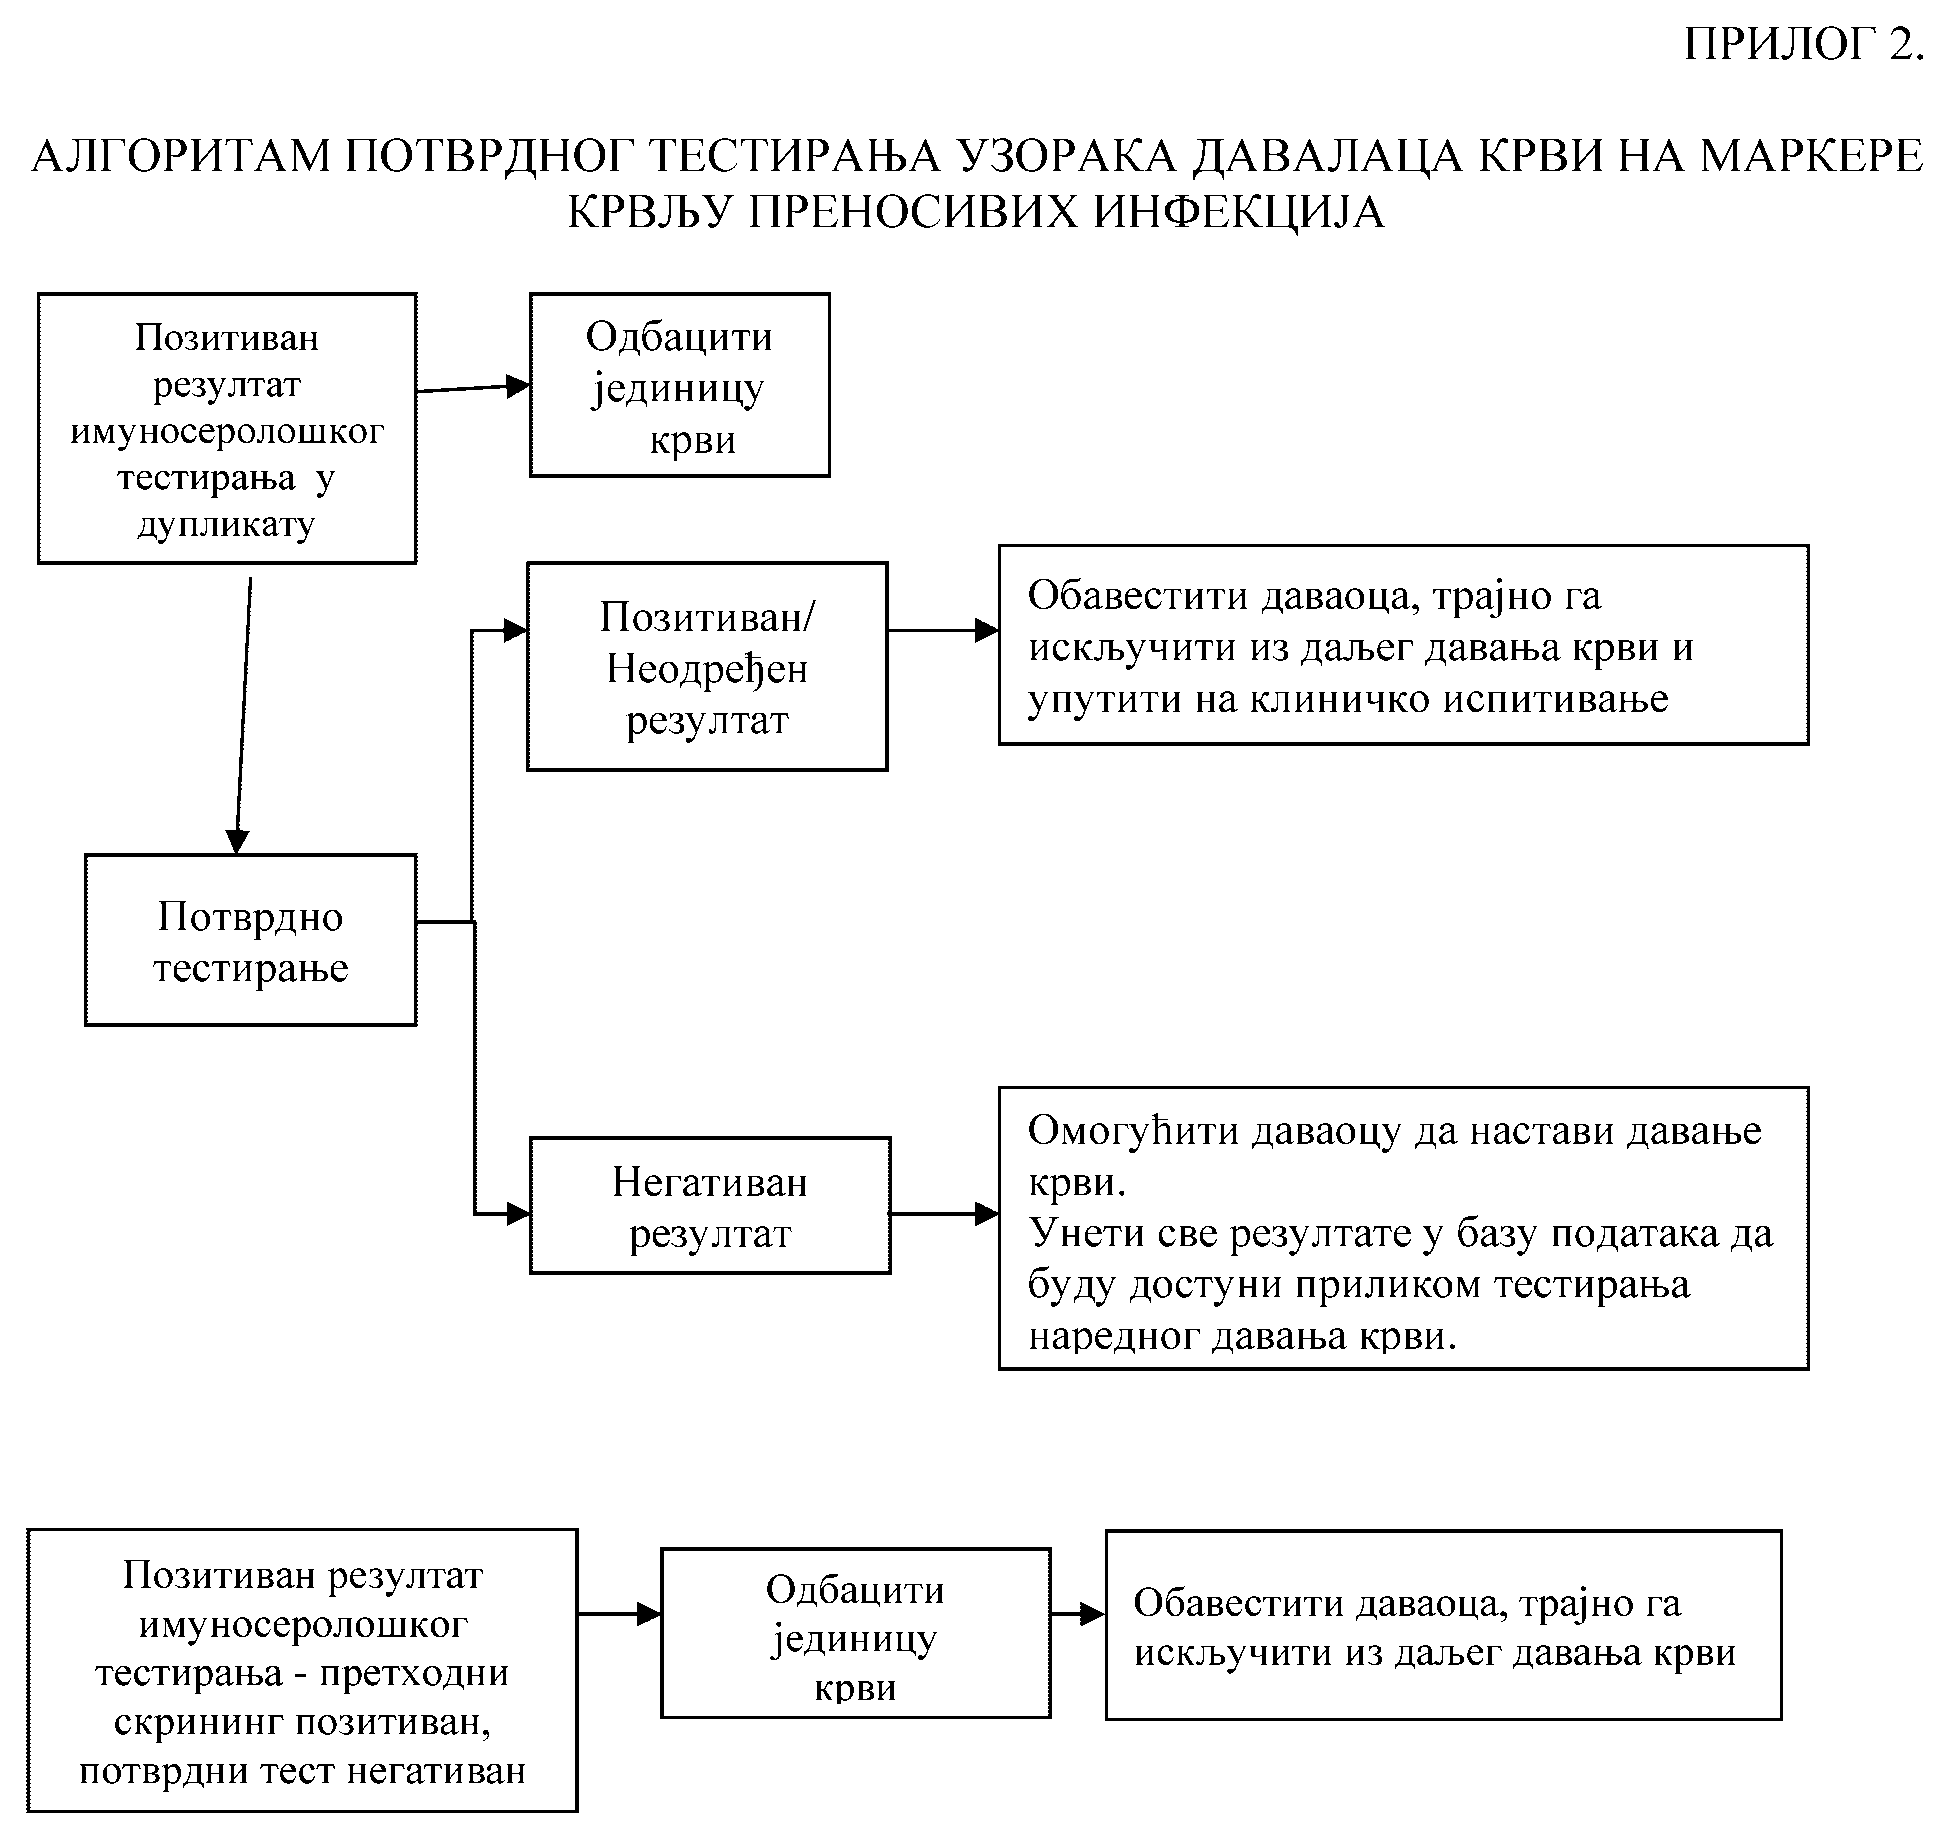 ПРИЛОГ 2.
АЛГОРИТАМ ПОТВРДНОГ ТЕСТИРАЊА УЗОРАКА ДАВАЛАЦА КРВИ НА МАРКЕРЕ
КРВЉУ ПРЕНОСИВИХ ИНФЕКЦИЈА
Позитиван
резултат
имуносеролошког
тестирања у
дупликату
Одбацити
јединицу
крви
Позитиван/
Неодређен
резултат
Обавестити даваоца, трајно га
искључити из даљег давања крви и
упутити на клиничко испитивање
Потврдно
тестирање
Негативан
резултат
Омогућити даваоцу да настави давање
крви.
Унети све резултате у базу података да
буду достуни приликом тестирања
наредног давања крви.
Позитиван резултат
имуносеролошког
тестирања - претходни
скрининг позитиван,
потврдни тест негативан
Одбацити
јединицу
крви
Обавестити даваоца, трајно га
искључити из даљег давања крви